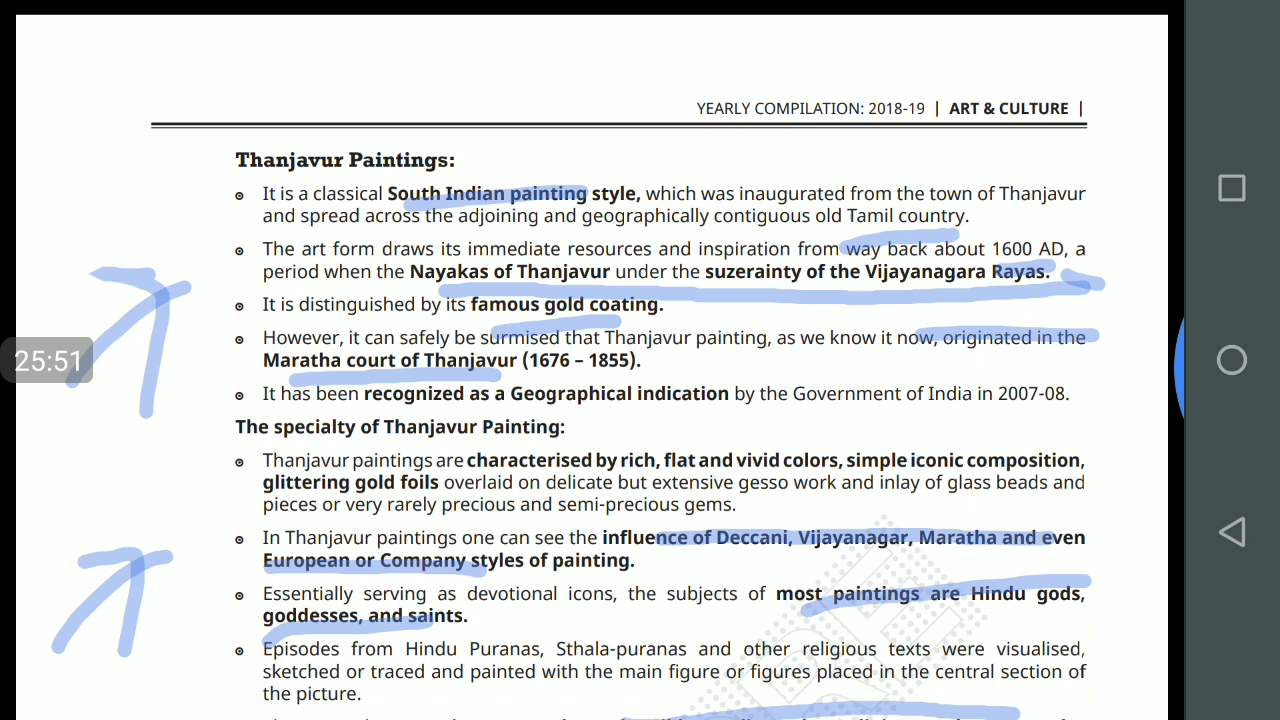 YEARLY COMPILATION: 2018-19 | ART & CULTURE |
Thanjavur Paintings:
It is a classical South Indian painting style, which was inaugurated from the town of Thanjavur
and spread across the adjoining and geographically contiguous old Tamil country.
The art form draws its immediate resources and inspiration from way back about 1600 AD, a
period when the Nayakas of Thanjavur under the suzerainty of the Vijayanagara Rayas.
It is distinguished by its famous gold coating.
However, it can safely be surmised that Thanjavur painting, as we know it now, originated in the
25:51
Maratha court of Thanjavur (1676 – 1855).
It has been recognized as a Geographical indication by the Government of India in 2007-08.
The specialty of Thanjavur Painting:
Thanjavur paintings are characterised by rich, flat and vivid colors, simple iconic composition,
glittering gold foils overlaid on delicate but extensive gesso work and inlay of glass beads and
pieces or very rarely precious and semi-precious gems.
In Thanjavur paintings one can see the influence of Deccani, Vijayanagar, Maratha and even
European or Company styles of painting.
Essentially serving as devotional icons, the subjects of most paintings are Hindu gods,
goddesses, and saints.
Episodes from Hindu Puranas, Sthala-puranas and other religious texts were visualised,
sketched or traced and painted with the main figure or figures placed in the central section of
the picture.